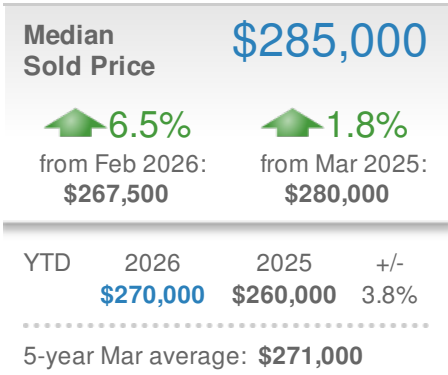 Median $285,000
Sold Price
6.5% 1.8%
from Feb 2026: from Mar 2025:
$267,500 $280,000
YTD 2026 2025 +/-
$270,000 $260,000 3.8%
5-year Mar average: $271,000